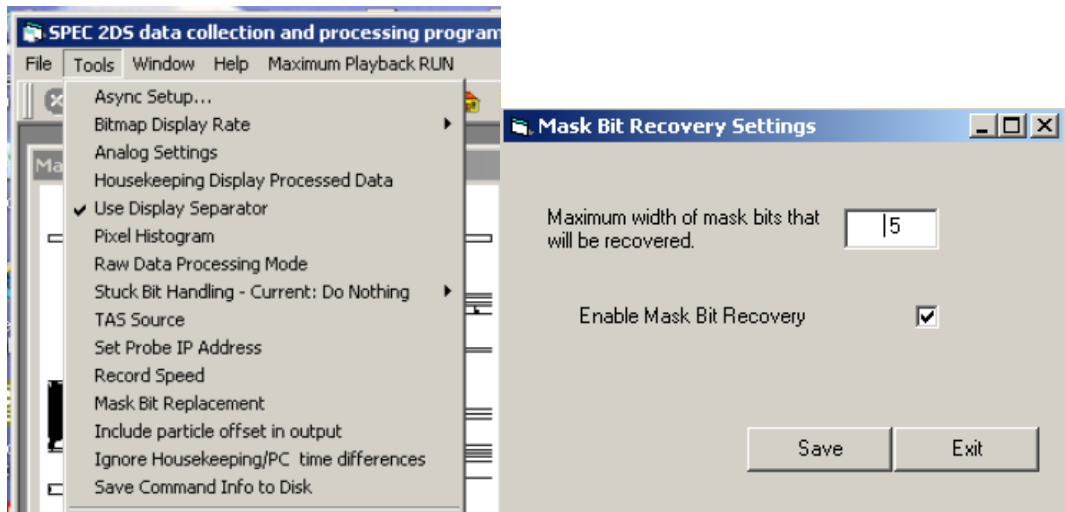 SPEC 2DS data collection and processing program
File Tools Window Help Maximum Playback RUN
Async Setup...
Bitmap Display Rate
Analog Settings
Housekeeping Display Processed Data
Use Display Separator
Pixel Histogram
Raw Data Processing Mode
Stuck Bit Handling - Current: Do Nothing
TAS Source
Set Probe IP Address
Record Speed
Mask Bit Replacement
Include particle offset in output
Ignore Housekeeping/PC time differences
Save Command Info to Disk
Ma
Mask Bit Recovery Settings
Maximum width of mask bits that
will be recovered.
5
Enable Mask Bit Recovery
Save Exit